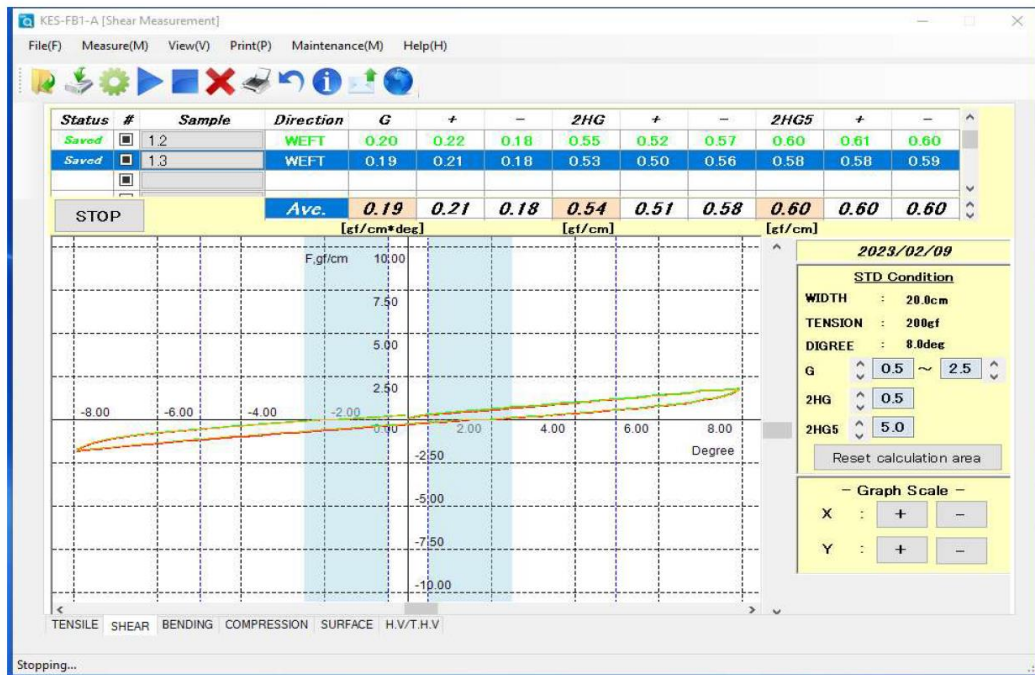 KES-FB1-A [Shear Measurement]
File(F) Measure(M) View(V) Print(P) Maintenance(M) Help(H)
Status # Sample Direction G + - 2HG + - 2HG5 + -
Saved 1.2 WEFT 0.20 0.22 0.18 0.55 0.52 0.57 0.60 0.61 0.60
Saved 1.3 WEFT 0.19 0.21 0.18 0.53 0.50 0.56 0.58 0.58 0.59
STOP Ave. 0.19 0.21 0.18 0.54 0.51 0.58 0.60 0.60 0.60
[gf/cm*deg] [gf/cm] [gf/cm]
F,gf/cm 10.00
7.50
5.00
2.50
-8.00 -6.00 -4.00 -2.00 0.00 2.00 4.00 6.00 8.00
Degree
-2.50
-5.00
-7.50
-10.00
2023/02/09
STD Condition
WIDTH : 20.0cm
TENSION : 200gf
DIGREE : 8.0deg
G 0.5 ~ 2.5
2HG 0.5
2HG5 5.0
Reset calculation area
- Graph Scale -
X : + -
Y : + -
TENSILE SHEAR BENDING COMPRESSION SURFACE H.V/T.H.V
Stopping...